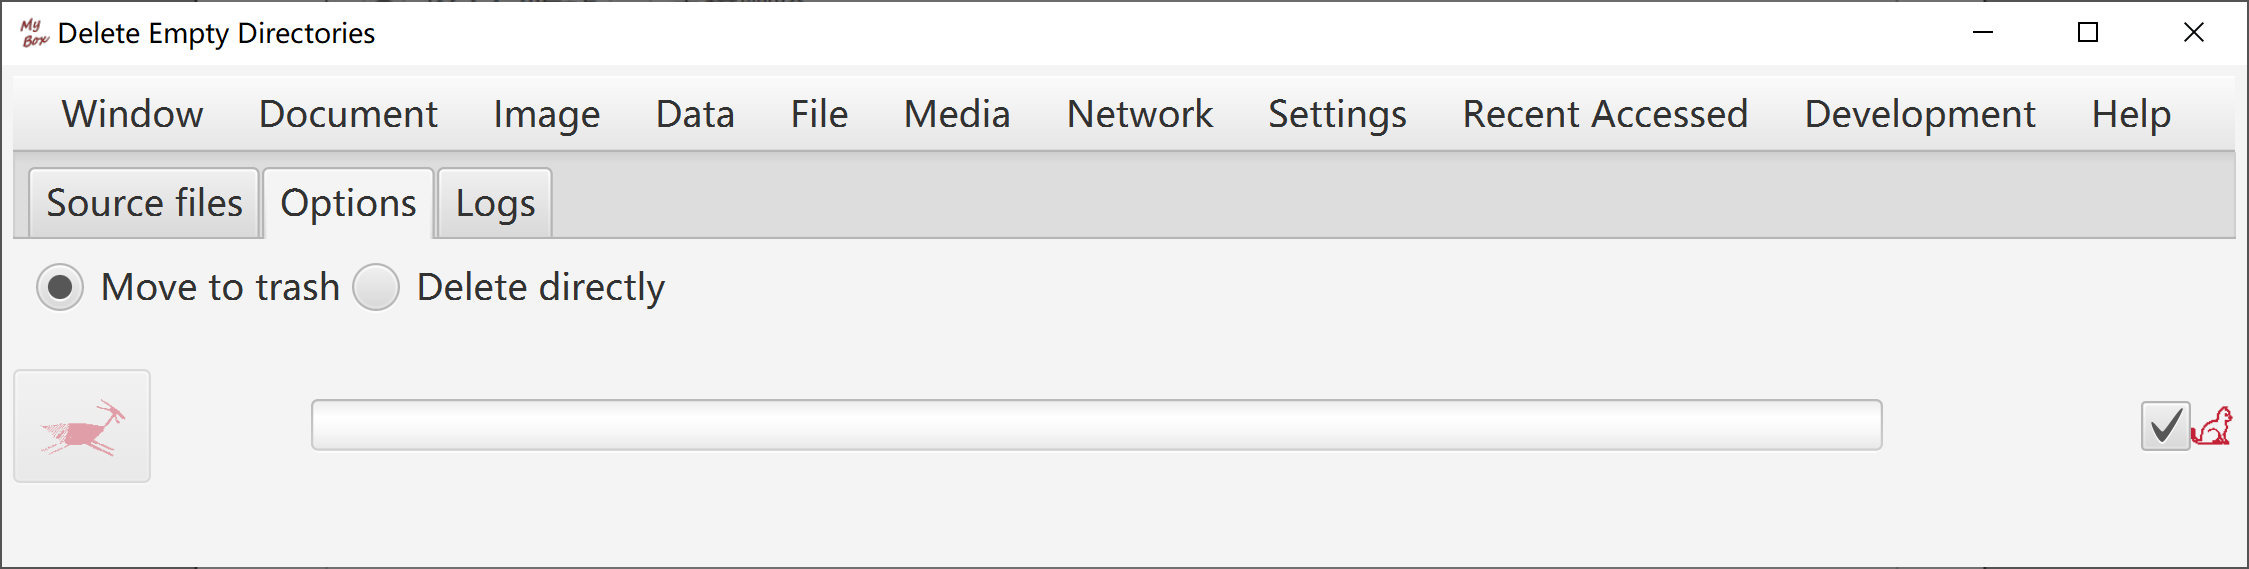 My
Box
Delete Empty Directories
Window Document Image Data File Media Network Settings Recent Accessed Development Help
Source files Options Logs
Move to trash Delete directly